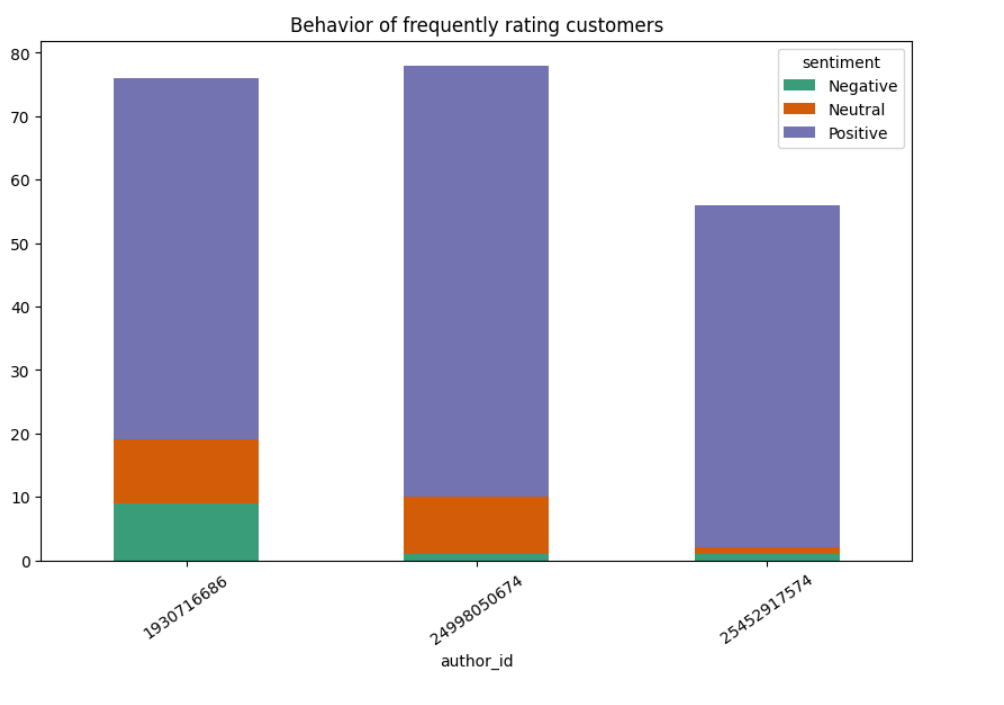 Behavior of frequently rating customers
80
70
60
50
40
30
20
10
0
sentiment
Negative
Neutral
Positive
1930716686
24998050674
25452917574
author_id